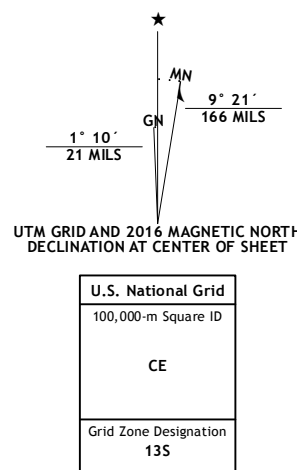 ★
MN
GN
9° 21´
166 MILS
1° 10´
21 MILS
UTM GRID AND 2016 MAGNETIC NORTH
DECLINATION AT CENTER OF SHEET
U.S. National Grid
100,000-m Square ID
CE
Grid Zone Designation
13S